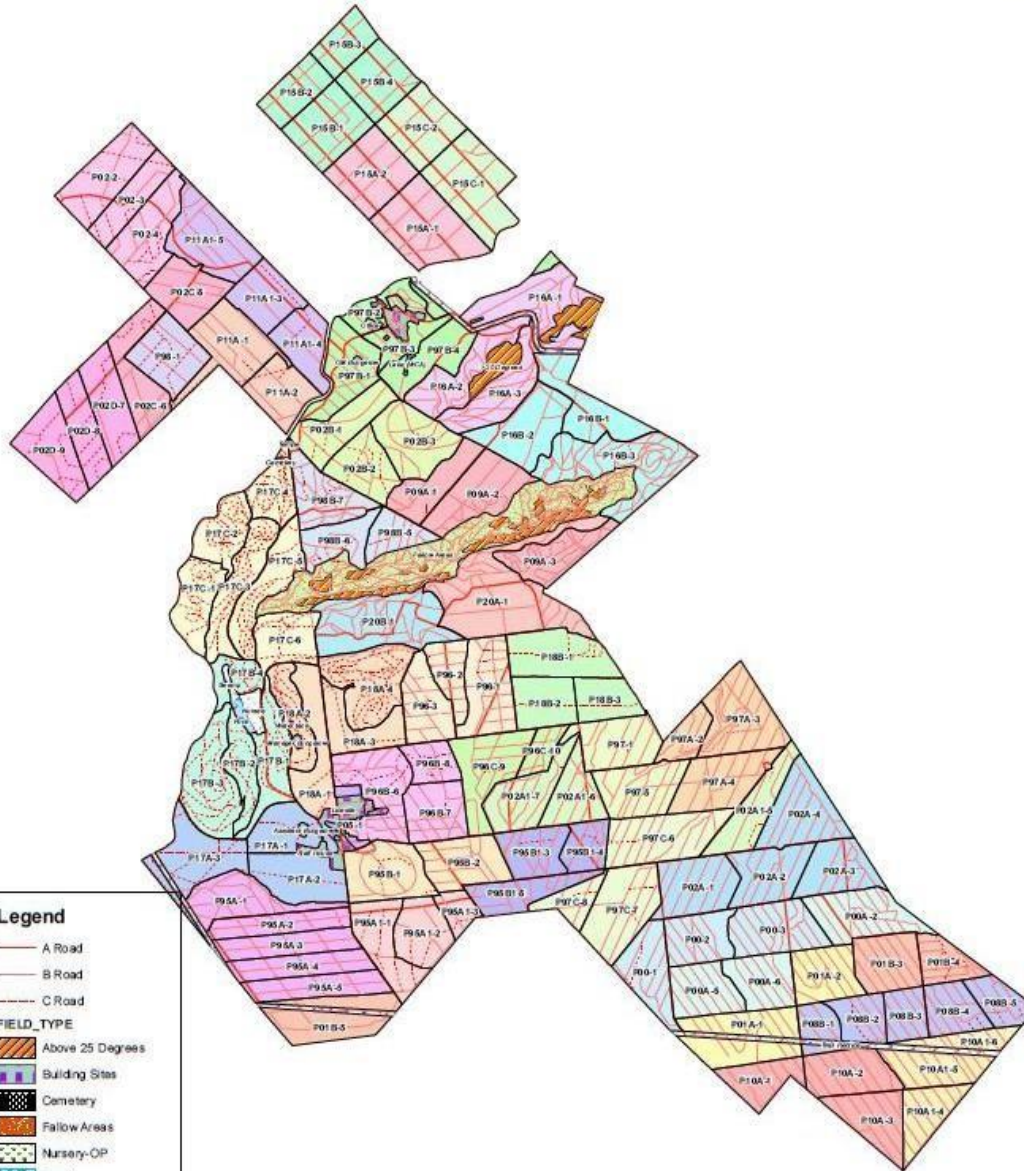 P15B-3
P15B-4
P15B-2
P15B-1
P15C-2
P15A-2
P15C-1
P15A-1
P02-2
P02-3
P02-4
P11A1-5
P02C-5
P11A1-3
P11A-1
P11A1-4
P98-1
P11A-2
P02D-7
P02C-6
P02D-8
P02D-9
P16A-1
P97B-2
P97B-3
P97B-4
P97B-1
P16A-2
P16A-3
P02B-1
P02B-3
P02B-2
P16B-1
P16B-2
P16B-3
P09A-1
P09A-2
P98B-7
P98B-6
P98B-5
Fallow Areas
P09A-3
P17C-4
P17C-2
P17C-5
P17C-1
P17C-3
P17C-6
P20A-1
P20B-1
P17B-4
P18A-4
P18A-2
P18A-3
P96-2
P96-1
P96-3
P18B-1
P18B-2
P18B-3
P17B-2
P17B-1
P17B-3
P18A-1
P96B-8
P96B-6
P96B-7
P96C-10
P96C-9
P02A1-7
P02A1-6
P97-1
P97-5
P97A-3
P97A-2
P97A-4
P02A1-5
P02A-4
P05-1
P17A-1
P17A-3
P17A-2
P95B-1
P95B-2
P95B1-3
P95B1-4
P95B1-5
P97C-6
P97C-8
P97C-7
P02A-1
P02A-2
P02A-3
P95A-1
P95A-2
P95A-3
P95A-4
P95A-5
P95A1-1
P95A1-2
P95A1-3
P01B-5
P00A-2
P00-2
P00-3
P00-1
P00A-5
P00A-6
P01A-2
P01B-3
P01B-4
P01A-1
P08B-1
P08B-2
P08B-3
P08B-4
P08B-5
P10A1-6
P10A-1
P10A-2
P10A1-5
P10A-3
P10A1-4
Legend
A Road
B Road
C Road
FIELD_TYPE
Above 25 Degrees
Building Sites
Cemetery
Fallow Areas
Nursery-OP